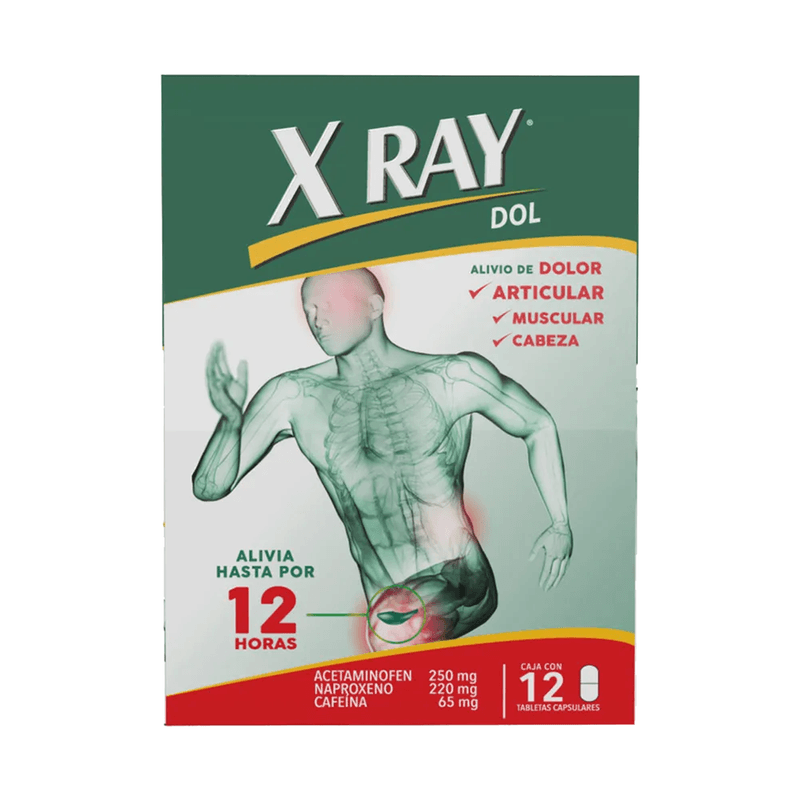 X RAY®
DOL
ALIVIO DE DOLOR
✓ ARTICULAR
✓ MUSCULAR
✓ CABEZA
ALIVIA
HASTA POR
12
HORAS
ACETAMINOFEN 250 mg
NAPROXENO 220 mg
CAFEÍNA 65 mg
CAJA CON
12
TABLETAS CAPSULARES